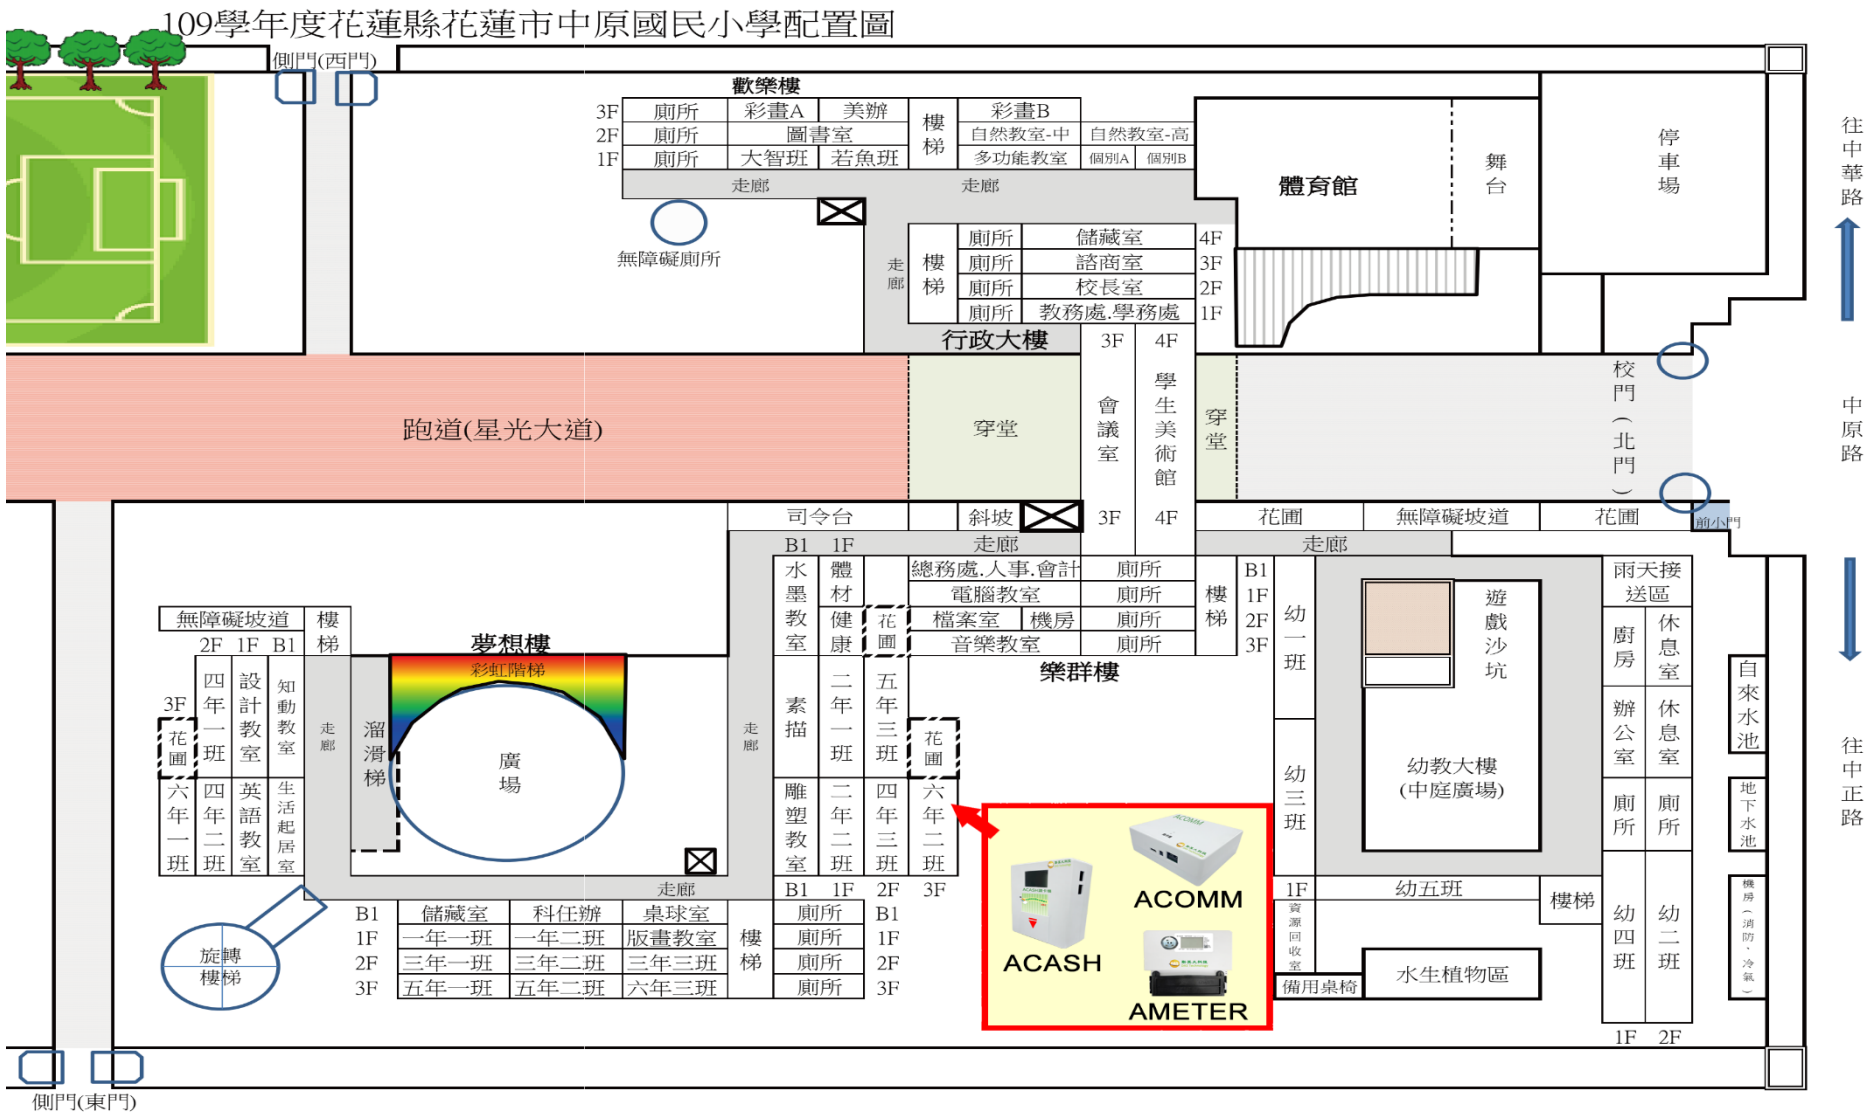 109學年度花蓮縣花蓮市中原國民小學配置圖
側門(西門)
歡樂樓
3F 廁所 彩畫A 美辦 樓梯 彩畫B
2F 廁所 圖書室 自然教室-中 自然教室-高
1F 廁所 大智班 若魚班 多功能教室 個別A 個別B
走廊 走廊
無障礙廁所
體育館
舞台
停車場
往中華路
走廊
樓梯
廁所 儲藏室 4F
廁所 諮商室 3F
廁所 校長室 2F
廁所 教務處.學務處 1F
行政大樓
3F 4F
跑道(星光大道)
穿堂
會議室
學生美術館
穿堂
校門(北門)
中原路
3F 4F
司令台
斜坡
花圃
無障礙坡道
花圃
前小門
B1 1F
走廊
走廊
水墨教室
體材
健康
花圃
總務處.人事.會計 廁所 B1
電腦教室 廁所 1F
檔案室 機房 廁所 2F
音樂教室 廁所 3F
樓梯
樂群樓
幼一班
遊戲沙坑
雨天接送區
廚房
休息室
無障礙坡道
樓梯
夢想樓
彩虹階梯
2F 1F B1
3F
四年一班
設計教室
知動教室
花圃
走廊
溜滑梯
廣場
走廊
素描
二年一班
五年三班
花圃
幼三班
幼教大樓
(中庭廣場)
辦公室
休息室
自來水池
往中正路
六年一班
四年二班
英語教室
生活起居室
雕塑教室
二年二班
四年三班
六年二班
廁所
廁所
地下水池
走廊
B1 1F 2F 3F
ACOMM
ACASH
AMETER
1F
幼五班
樓梯
資源回收室
備用桌椅
水生植物區
幼四班
幼二班
機房(消防.冷氣)
旋轉樓梯
B1 儲藏室 科任辦 桌球室 廁所 B1
1F 一年一班 一年二班 版畫教室 廁所 1F
2F 三年一班 三年二班 三年三班 廁所 2F
3F 五年一班 五年二班 六年三班 廁所 3F
樓梯
1F 2F
側門(東門)